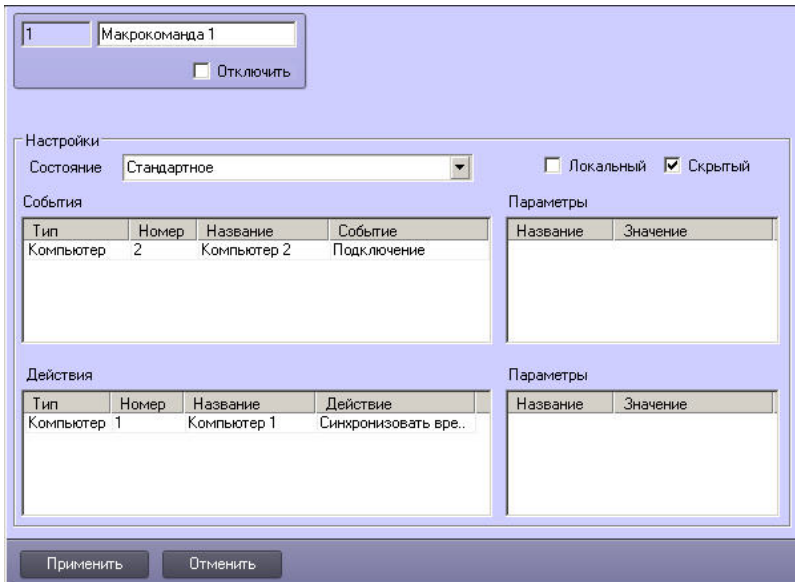 1 Макрокоманда 1
Отключить
Настройки
Состояние Стандартное Локальный Скрытый
События Параметры
Тип Номер Название Событие Название Значение
Компьютер 2 Компьютер 2 Подключение
Действия Параметры
Тип Номер Название Действие Название Значение
Компьютер 1 Компьютер 1 Синхронизовать вре..
Применить Отменить